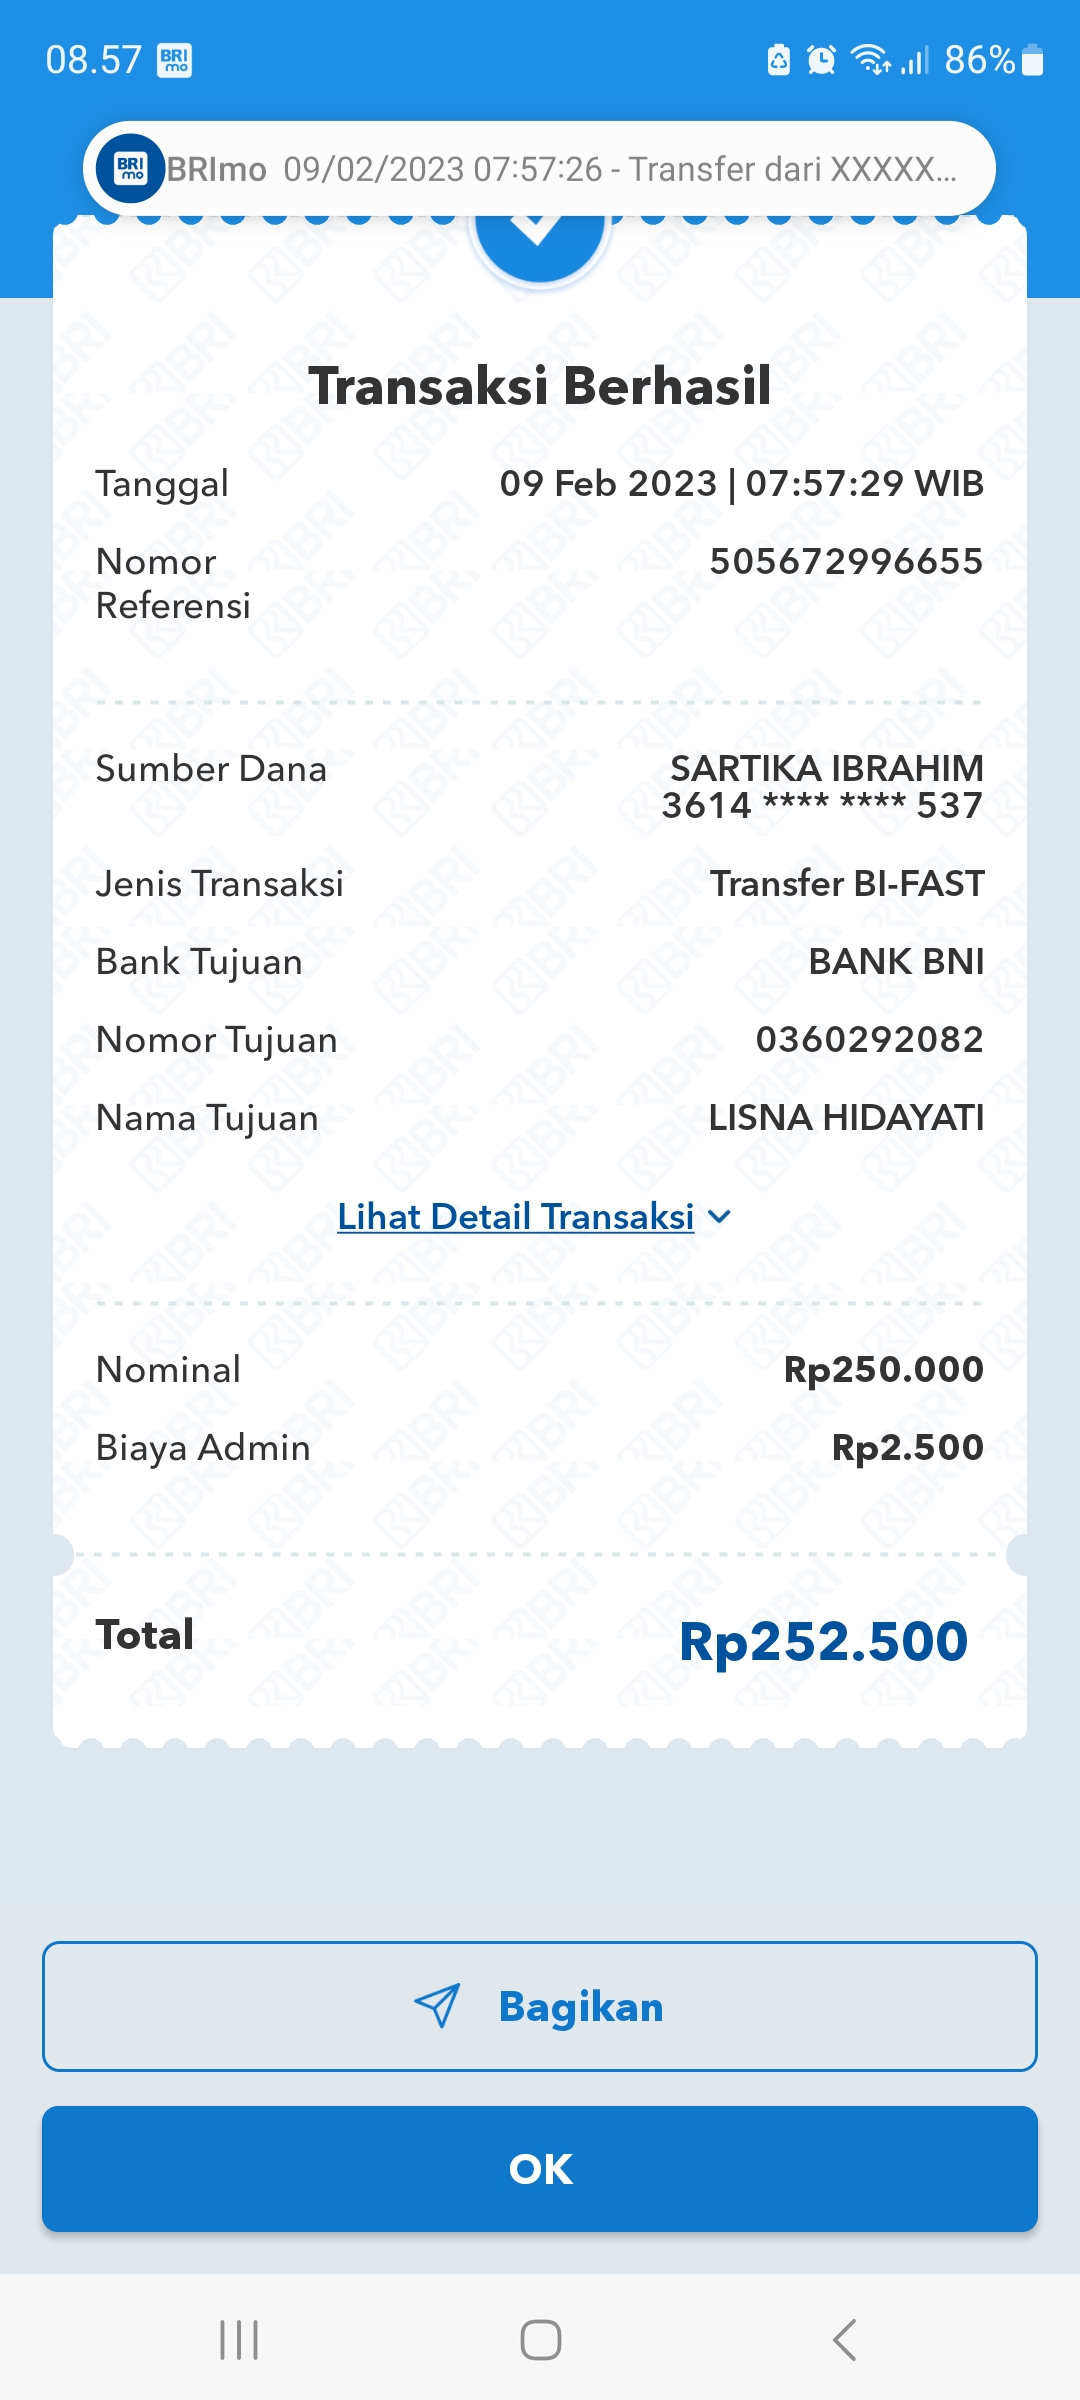 08.57 BRI mo 86%
BRI mo BRImo 09/02/2023 07:57:26 - Transfer dari XXXXX...
Transaksi Berhasil
Tanggal 09 Feb 2023 | 07:57:29 WIB
Nomor 505672996655
Referensi
Sumber Dana SARTIKA IBRAHIM
3614 **** **** 537
Jenis Transaksi Transfer BI-FAST
Bank Tujuan BANK BNI
Nomor Tujuan 0360292082
Nama Tujuan LISNA HIDAYATI
Lihat Detail Transaksi
Nominal Rp250.000
Biaya Admin Rp2.500
Total Rp252.500
Bagikan
OK